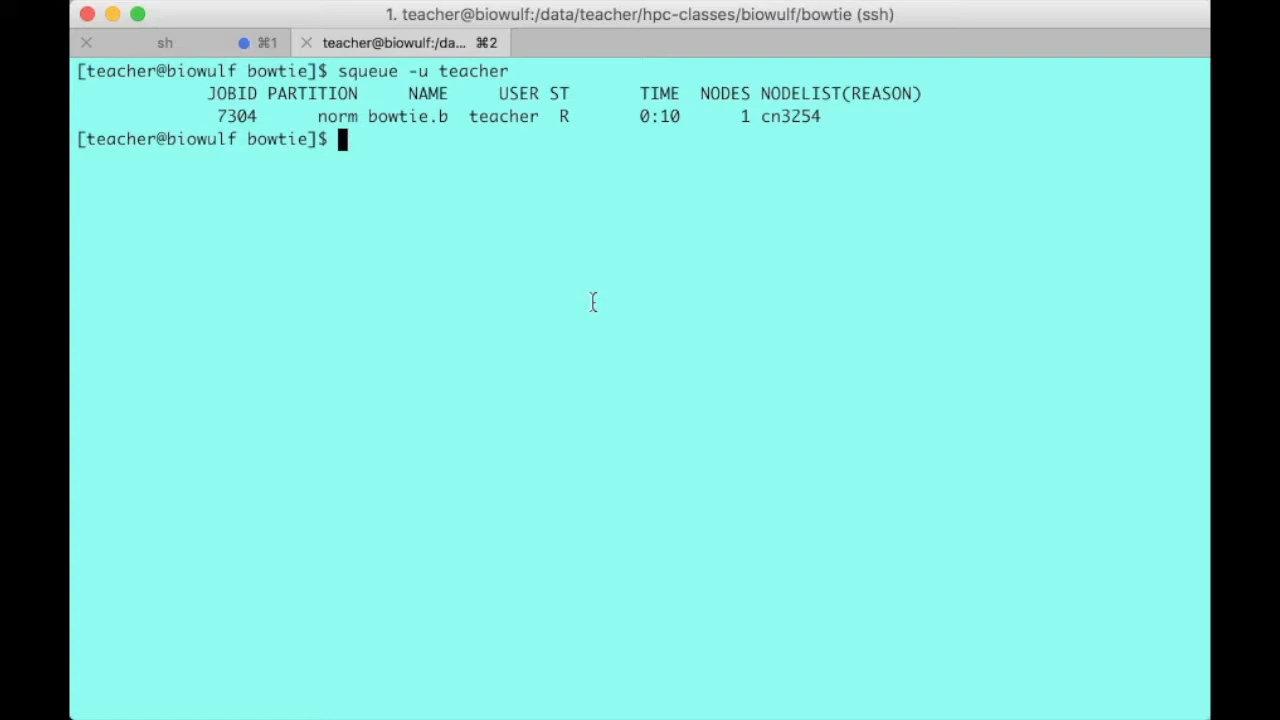 1. teacher@biowulf:/data/teacher/hpc-classes/biowulf/bowtie (ssh)
sh ⌘1 teacher@biowulf:/da... ⌘2
[teacher@biowulf bowtie]$ squeue -u teacher
JOBID PARTITION NAME USER ST TIME NODES NODELIST(REASON)
7304 norm bowtie.b teacher R 0:10 1 cn3254
[teacher@biowulf bowtie]$